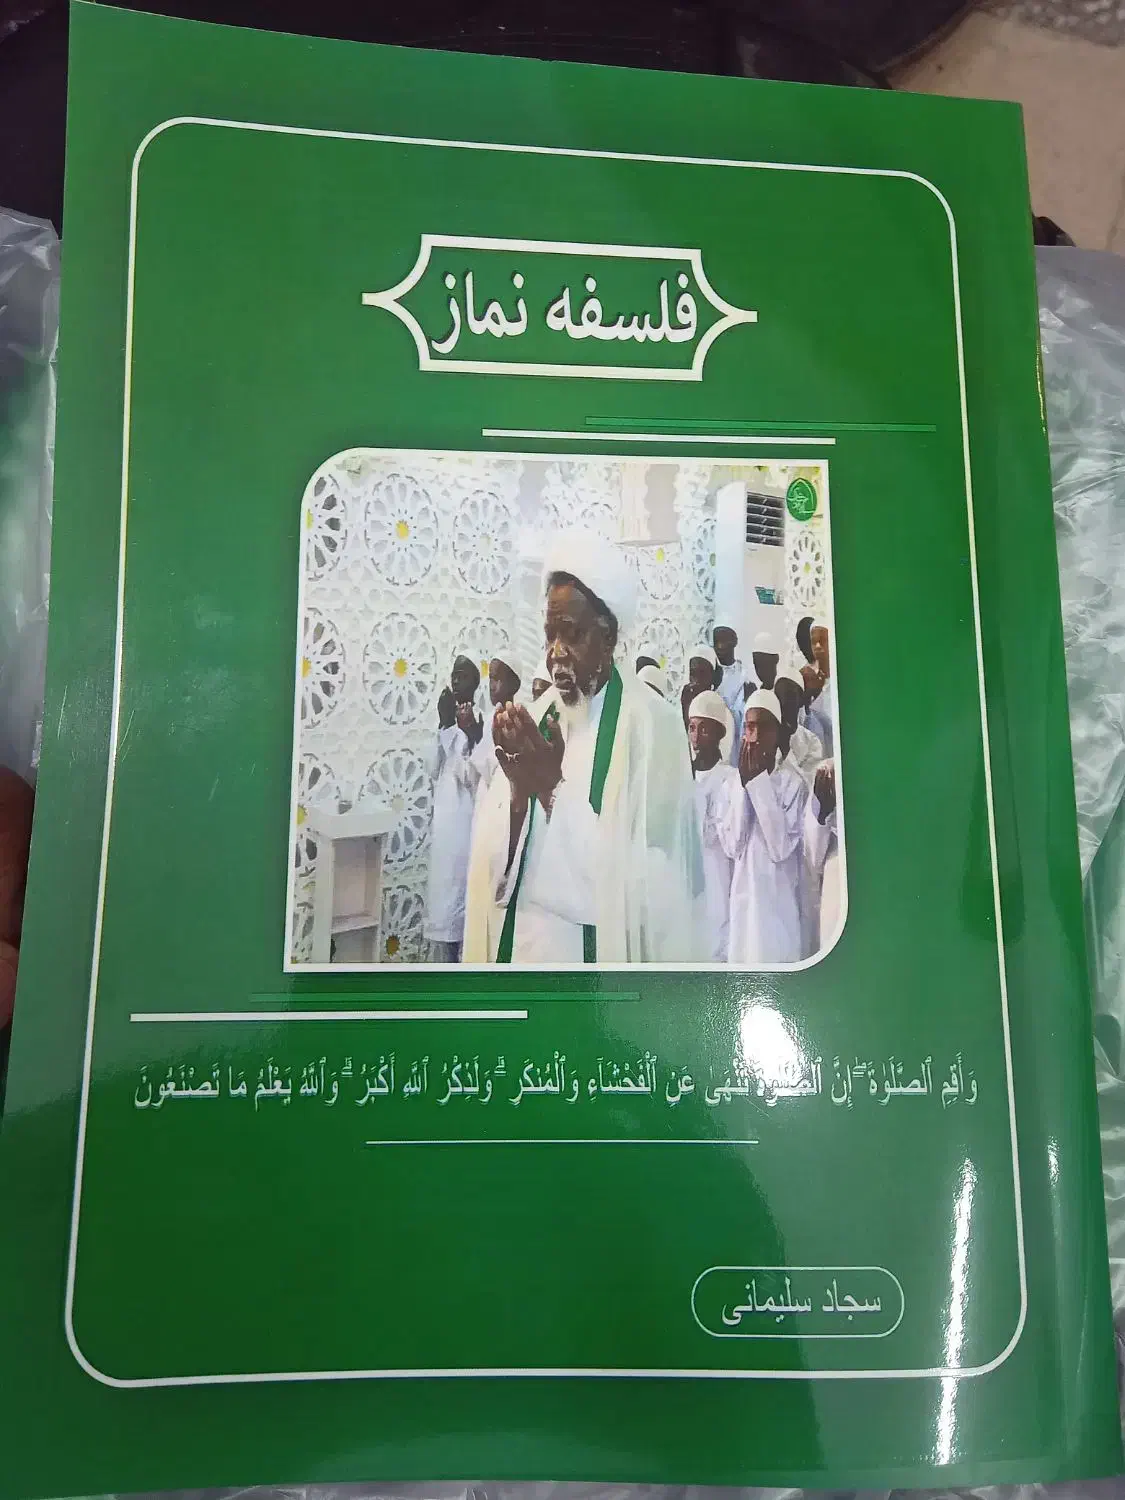 فلسفه نماز
وَأَقِمِ ٱلصَّلَوٰةَ ۖ إِنَّ ٱلصَّلَوٰةَ تَنْهَىٰ عَنِ ٱلْفَحْشَآءِ وَٱلْمُنكَرِ ۗ وَلَذِكْرُ ٱللَّهِ أَكْبَرُ ۗ وَٱللَّهُ يَعْلَمُ مَا تَصْنَعُونَ
سجاد سلیمانی